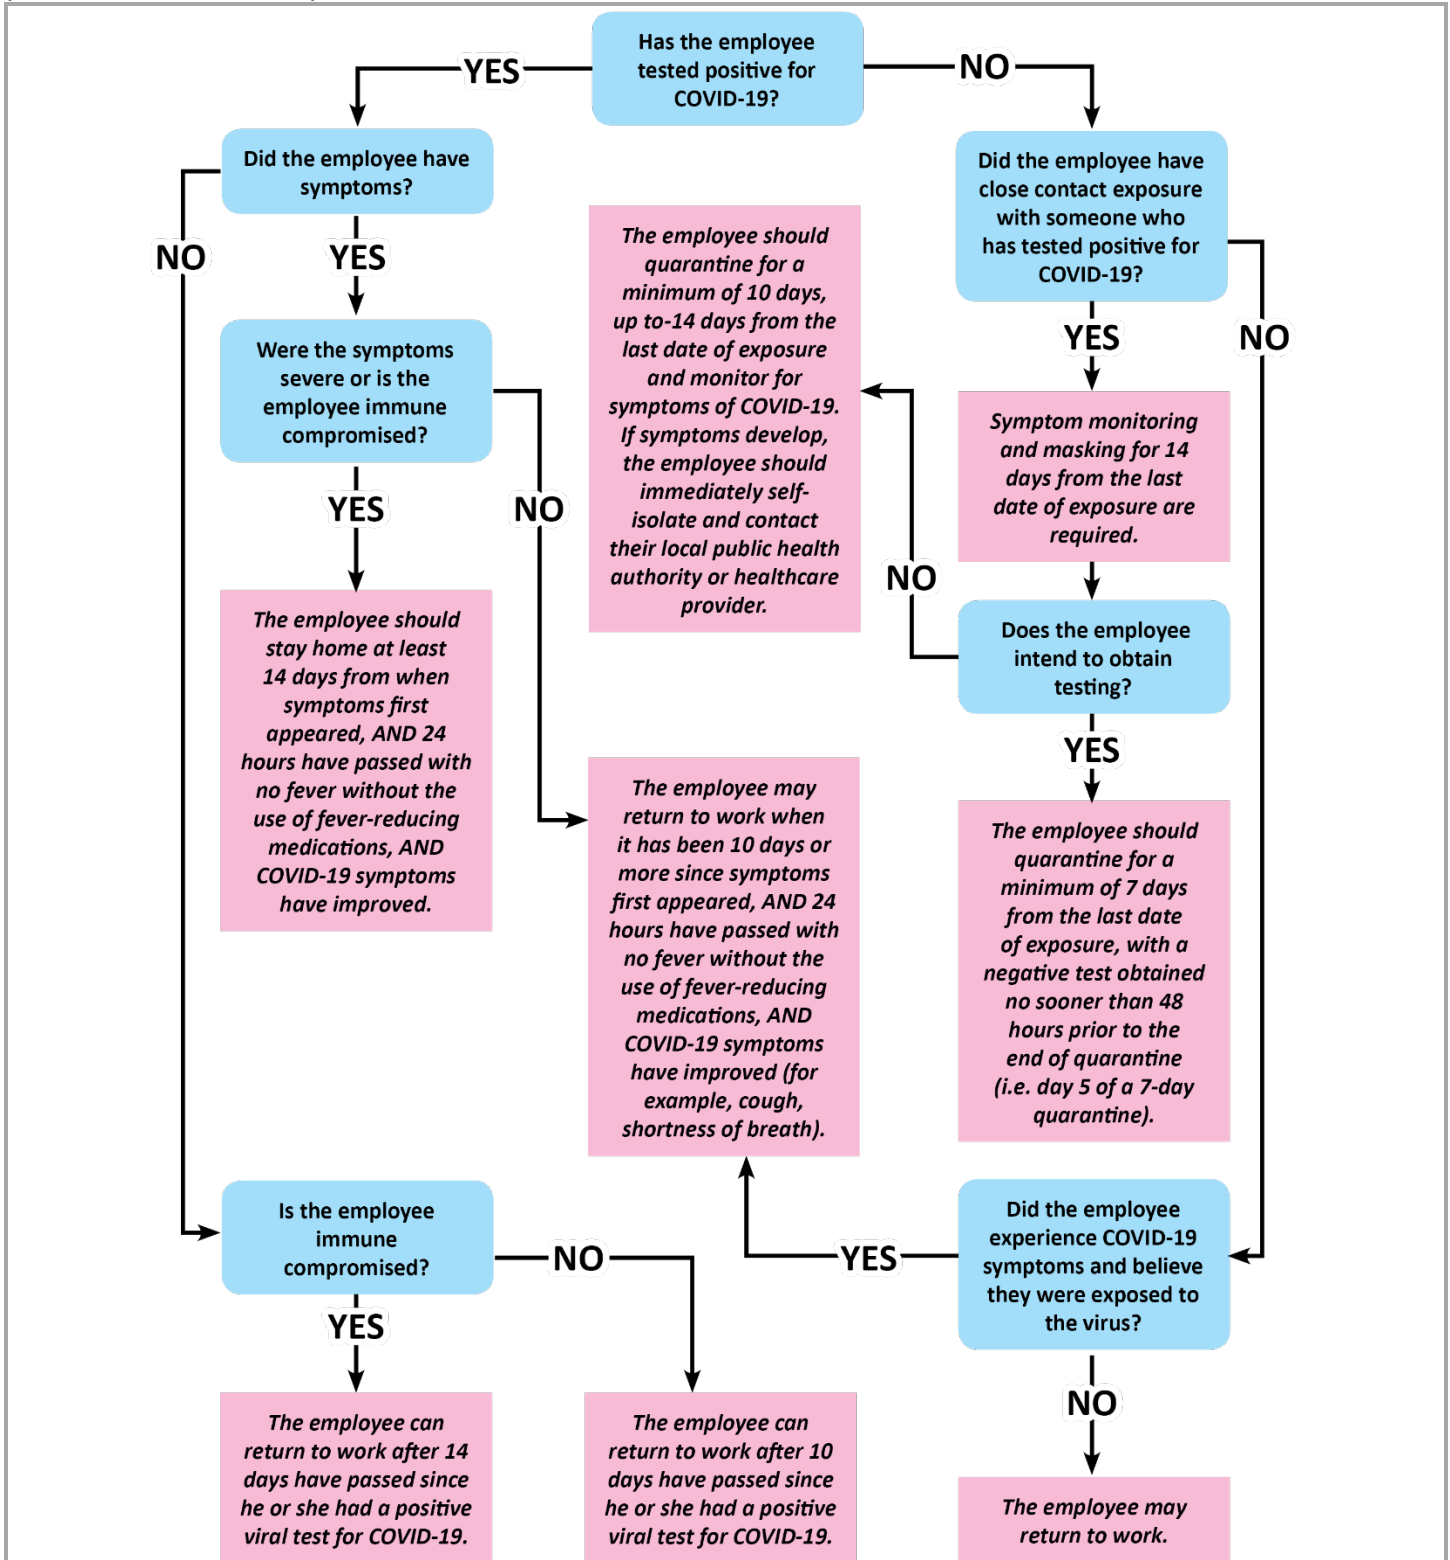 Has the employee
tested positive for
COVID-19?
YES
NO
Did the employee have
symptoms?
NO
YES
Were the symptoms
severe or is the
employee immune
compromised?
YES
NO
The employee should
stay home at least
14 days from when
symptoms first
appeared, AND 24
hours have passed with
no fever without the
use of fever-reducing
medications, AND
COVID-19 symptoms
have improved.
The employee may
return to work when
it has been 10 days or
more since symptoms
first appeared, AND 24
hours have passed with
no fever without the
use of fever-reducing
medications, AND
COVID-19 symptoms
have improved (for
example, cough,
shortness of breath).
Is the employee
immune
compromised?
YES
NO
The employee can
return to work after 14
days have passed since
he or she had a positive
viral test for COVID-19.
The employee can
return to work after 10
days have passed since
he or she had a positive
viral test for COVID-19.
Did the employee have
close contact exposure
with someone who
has tested positive for
COVID-19?
YES
NO
Symptom monitoring
and masking for 14
days from the last
date of exposure are
required.
Does the employee
intend to obtain
testing?
NO
YES
The employee should
quarantine for a
minimum of 10 days,
up to-14 days from the
last date of exposure
and monitor for
symptoms of COVID-19.
If symptoms develop,
the employee should
immediately self-
isolate and contact
their local public health
authority or healthcare
provider.
The employee should
quarantine for a
minimum of 7 days
from the last date
of exposure, with a
negative test obtained
no sooner than 48
hours prior to the
end of quarantine
(i.e. day 5 of a 7-day
quarantine).
Did the employee
experience COVID-19
symptoms and believe
they were exposed to
the virus?
YES
NO
The employee may
return to work.